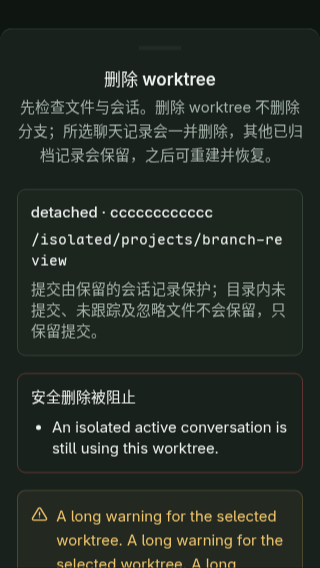 删除 worktree
先检查文件与会话。删除 worktree 不删除
分支；所选聊天记录会一并删除，其他已归
档记录会保留，之后可重建并恢复。
detached · cccccccccccc
/isolated/projects/branch-re
view
提交由保留的会话记录保护；目录内未
提交、未跟踪及忽略文件不会保留，只
保留提交。
安全删除被阻止
• An isolated active conversation is
still using this worktree.
A long warning for the selected
worktree. A long warning for the
selected worktree. A long